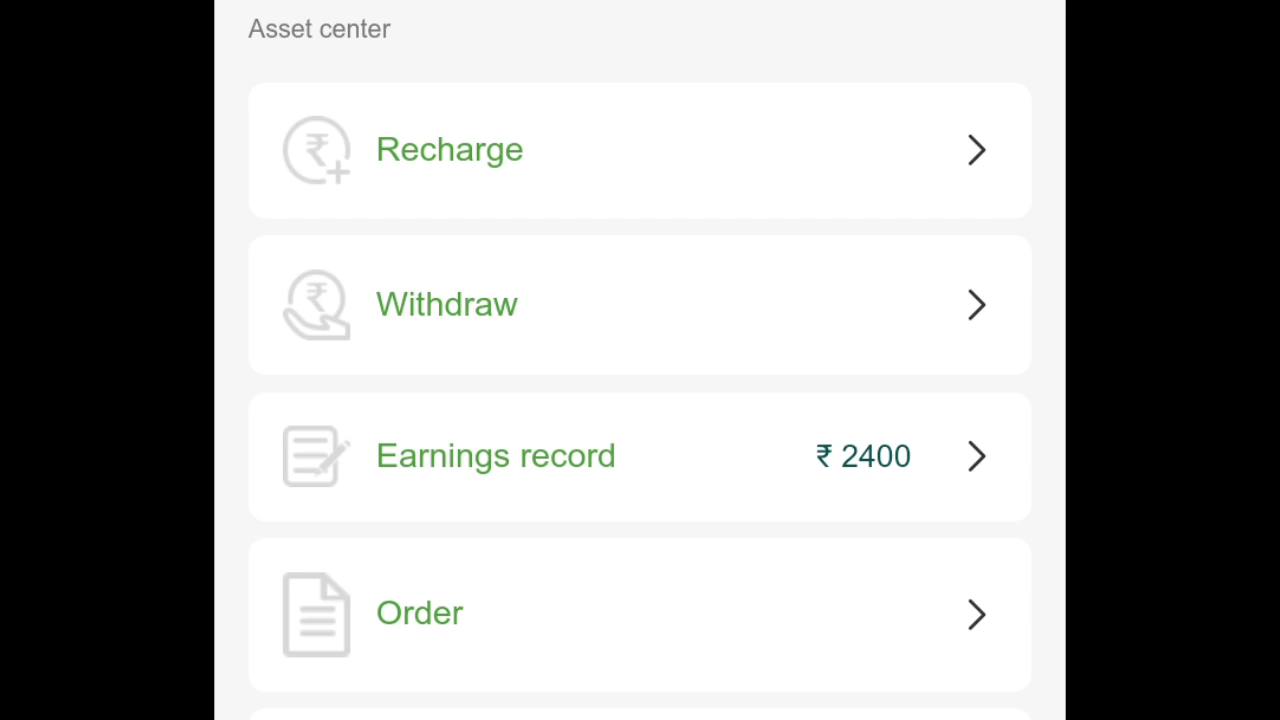 Asset center
Recharge
Withdraw
Earnings record ₹ 2400
Order